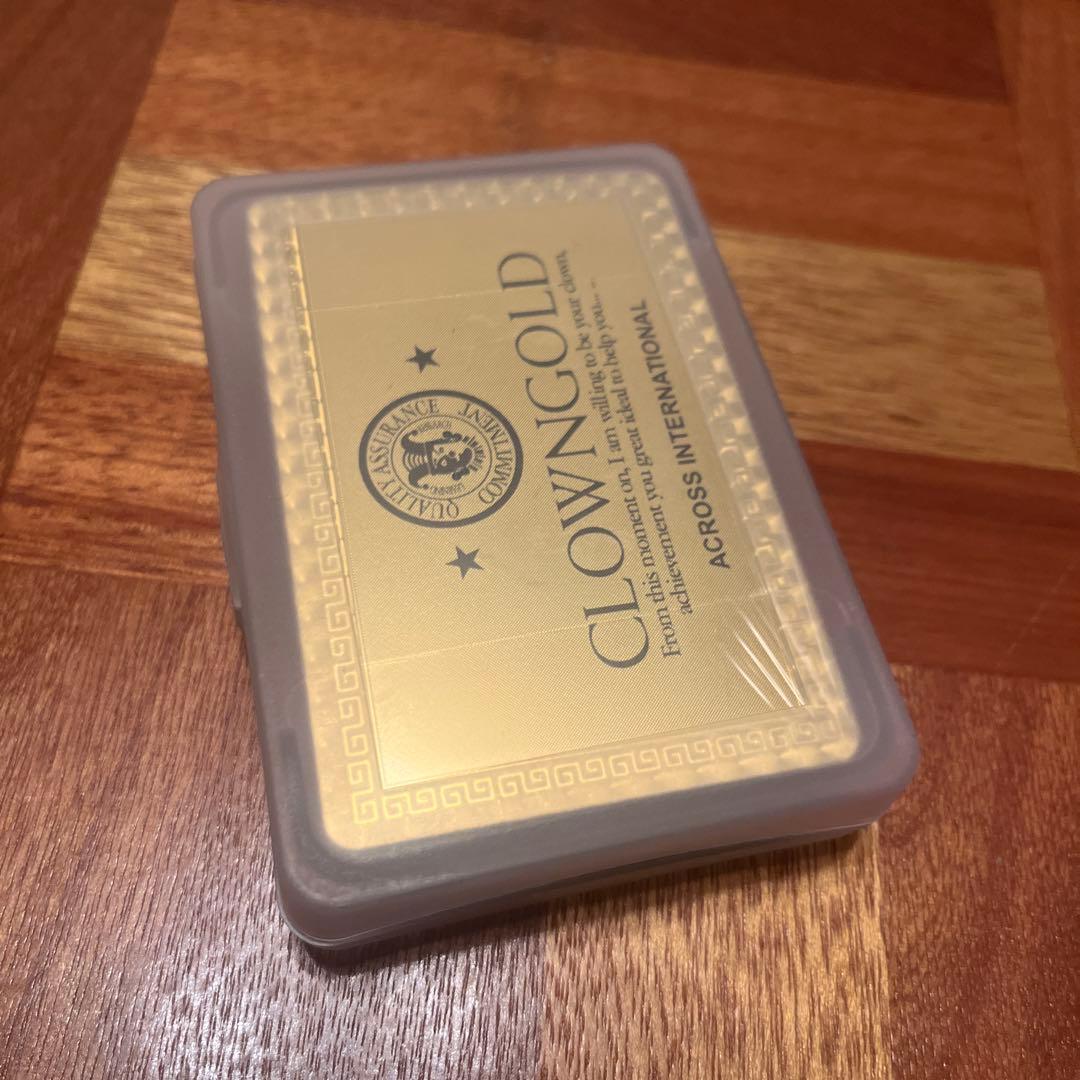 QUALITY ASSURANCE
COMMITMENT
CLOWNGOLD
From this moment on, I am willing to be your clown,
achievement you great ideal to help you... ..
ACROSS INTERNATIONAL